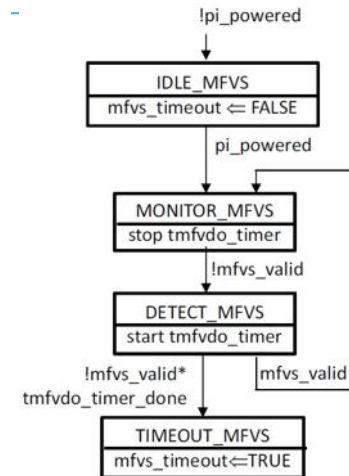 !pi_powered
IDLE_MFVS
mfvs_timeout ⇐ FALSE
pi_powered
MONITOR_MFVS
stop tmfvdo_timer
!mfvs_valid
DETECT_MFVS
start tmfvdo_timer
!mfvs_valid*
tmfvdo_timer_done
mfvs_valid
TIMEOUT_MFVS
mfvs_timeout⇐TRUE